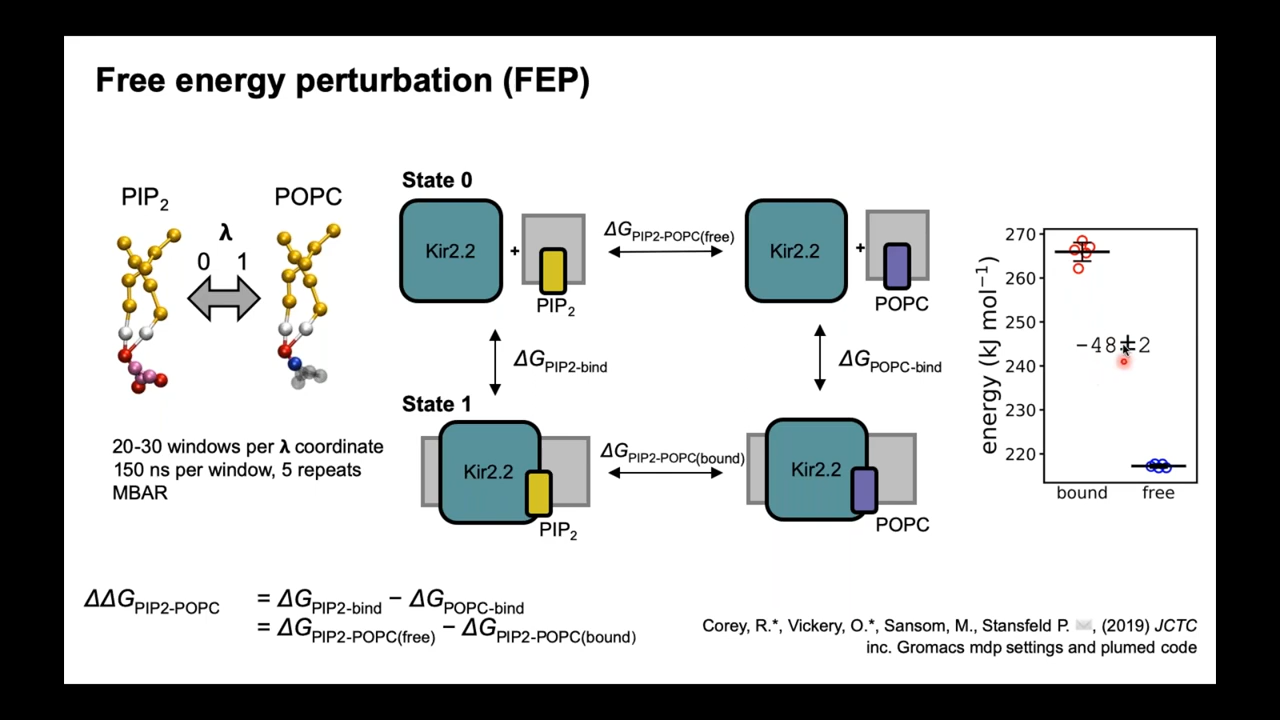 Free energy perturbation (FEP)
PIP2
POPC
λ
0 1
20-30 windows per λ coordinate
150 ns per window, 5 repeats
MBAR
State 0
Kir2.2
+
PIP2
ΔGPIP2-POPC(free)
Kir2.2
+
POPC
ΔGPIP2-bind
ΔGPOPC-bind
State 1
Kir2.2
PIP2
ΔGPIP2-POPC(bound)
Kir2.2
POPC
energy (kJ mol−1)
270
260
250
240
230
220
−48±2
bound free
ΔΔGPIP2-POPC = ΔGPIP2-bind − ΔGPOPC-bind
= ΔGPIP2-POPC(free) − ΔGPIP2-POPC(bound)
Corey, R.*, Vickery, O.*, Sansom, M., Stansfeld P. ✉, (2019) JCTC
inc. Gromacs mdp settings and plumed code